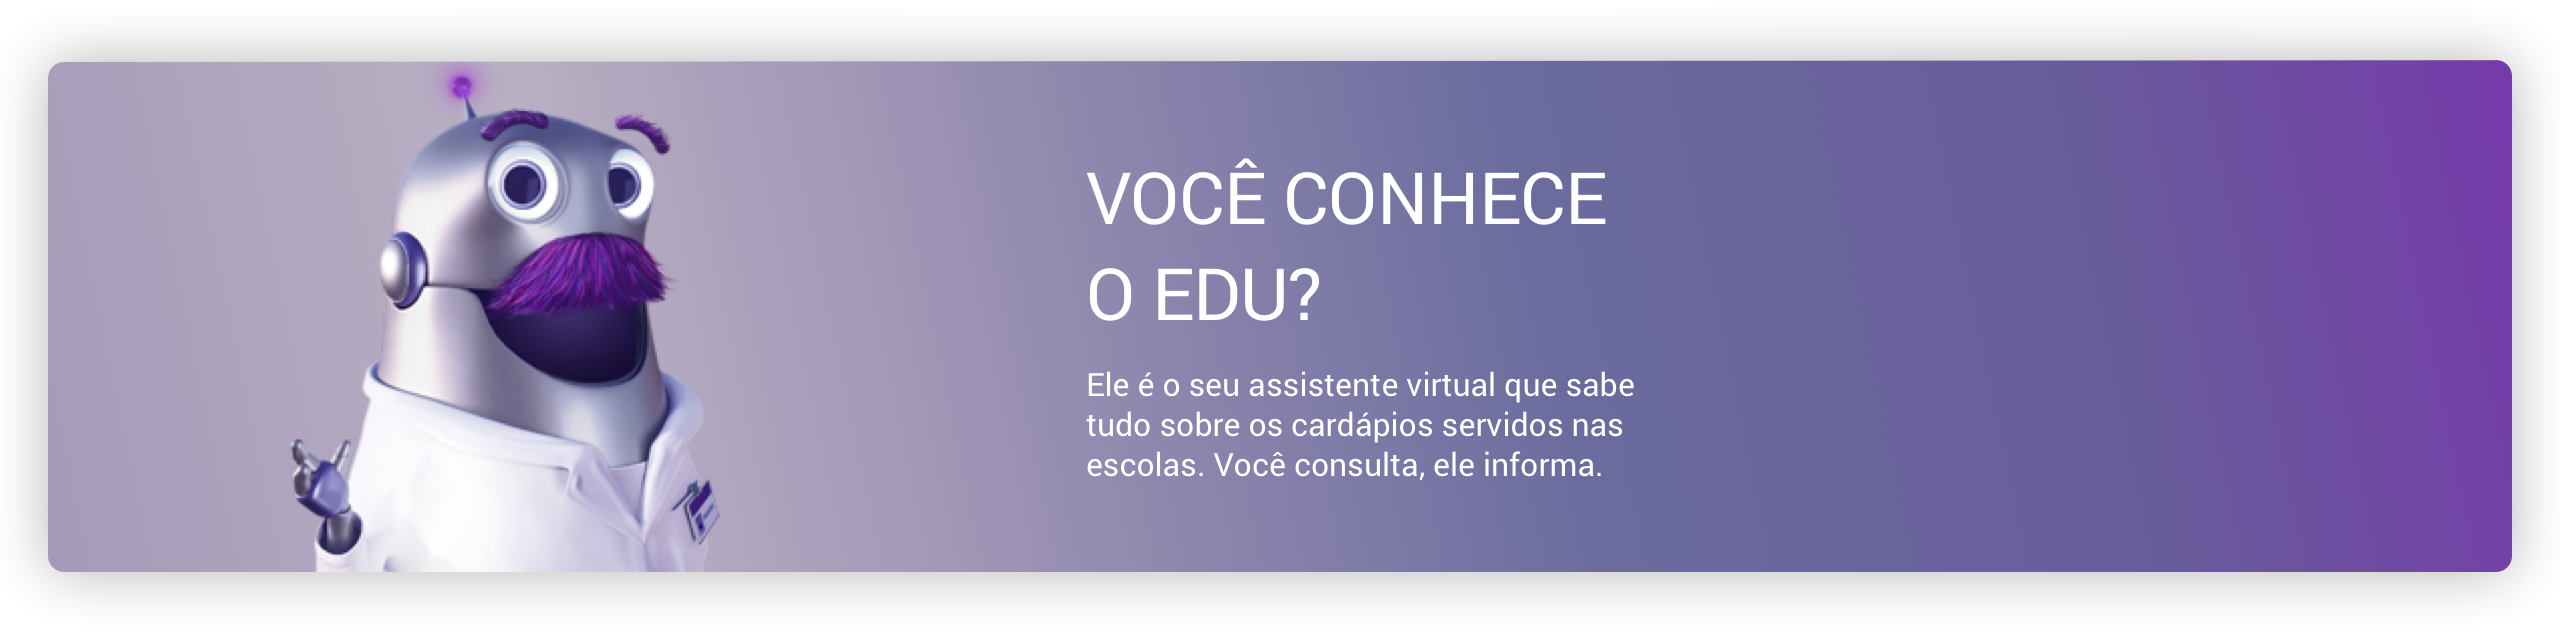 VOCÊ CONHECE
O EDU?
Ele é o seu assistente virtual que sabe
tudo sobre os cardápios servidos nas
escolas. Você consulta, ele informa.